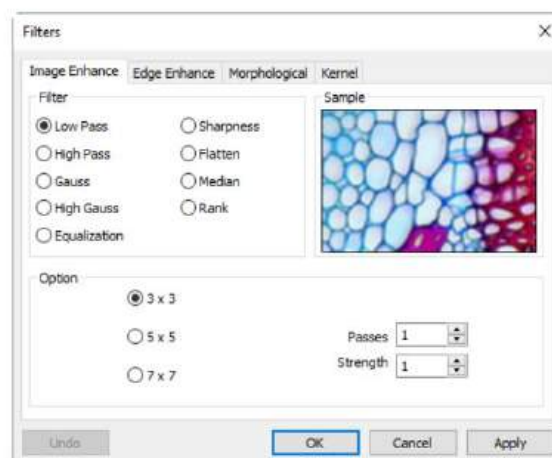 Filters
Image Enhance Edge Enhance Morphological Kernel
Filter
Low Pass
High Pass
Gauss
High Gauss
Equalization
Sharpness
Flatten
Median
Rank
Sample
Option
3 x 3
5 x 5
7 x 7
Passes 1
Strength 1
Undo OK Cancel Apply